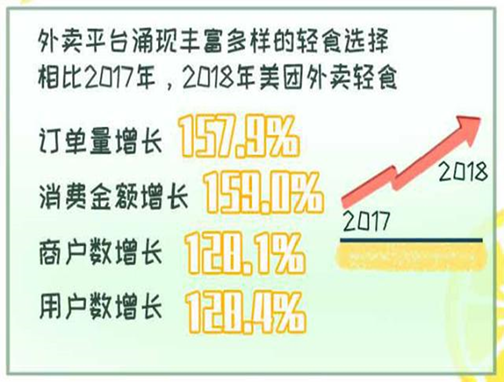 外卖平台涌现丰富多样的轻食选择
相比2017年，2018年美团外卖轻食
订单量增长 157.9%
消费金额增长 159.0%
商户数增长 128.1%
用户数增长 128.4%
2018
2017